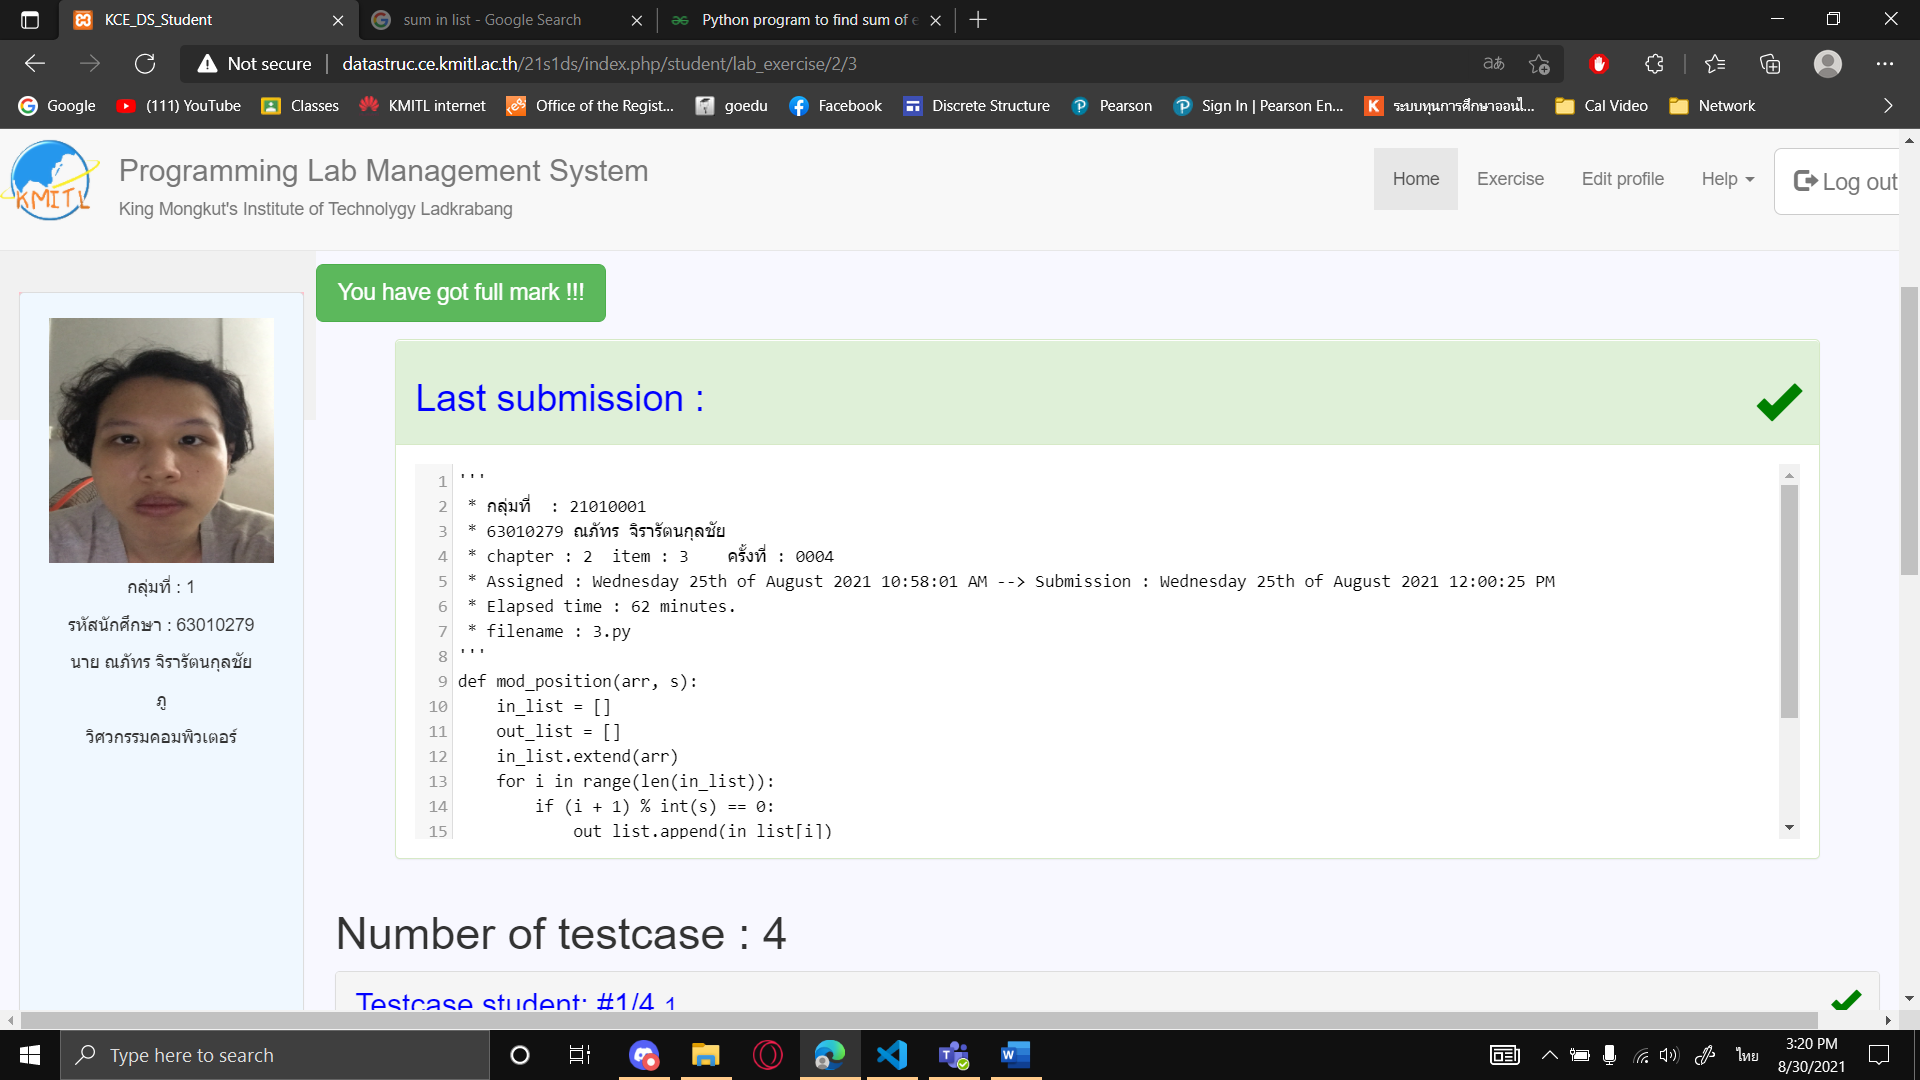 KCE_DS_Student
sum in list - Google Search
Python program to find sum of e
Not secure
datastruc.ce.kmitl.ac.th/21s1ds/index.php/student/lab_exercise/2/3
Google
(111) YouTube
Classes
KMITL internet
Office of the Regist...
goedu
Facebook
Discrete Structure
Pearson
Sign In | Pearson En...
ระบบทุนการศึกษาออนไ...
Cal Video
Network
KMITL
Programming Lab Management System
King Mongkut's Institute of Technolygy Ladkrabang
Home
Exercise
Edit profile
Help
Log out
You have got full mark !!!
กลุ่มที่ : 1
รหัสนักศึกษา : 63010279
นาย ณภัทร จิรารัตนกุลชัย
ภู
วิศวกรรมคอมพิวเตอร์
Last submission :
1 '''
2 * กลุ่มที่ : 21010001
3 * 63010279 ณภัทร จิรารัตนกุลชัย
4 * chapter : 2 item : 3 ครั้งที่ : 0004
5 * Assigned : Wednesday 25th of August 2021 10:58:01 AM --> Submission : Wednesday 25th of August 2021 12:00:25 PM
6 * Elapsed time : 62 minutes.
7 * filename : 3.py
8 '''
9 def mod_position(arr, s):
10 in_list = []
11 out_list = []
12 in_list.extend(arr)
13 for i in range(len(in_list)):
14 if (i + 1) % int(s) == 0:
15 out_list.append(in_list[i])
Number of testcase : 4
Testcase student: #1/4 1
Type here to search
ไทย
3:20 PM
8/30/2021